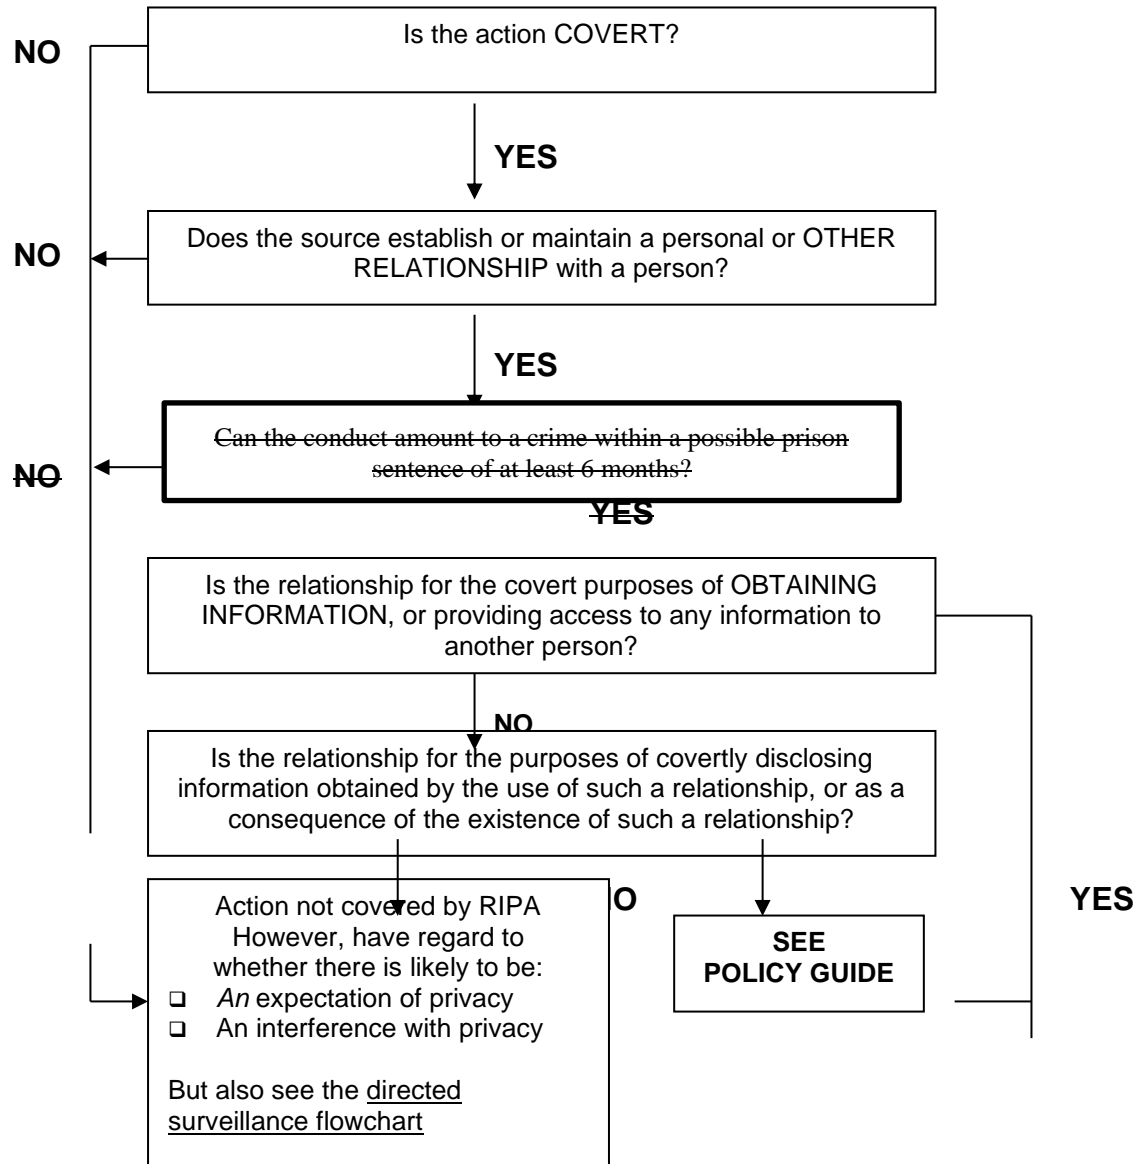 Is the action COVERT?
NO
YES
Does the source establish or maintain a personal or OTHER
RELATIONSHIP with a person?
NO
YES
Can the conduct amount to a crime within a possible prison
sentence of at least 6 months?
NO
YES
Is the relationship for the covert purposes of OBTAINING
INFORMATION, or providing access to any information to
another person?
NO
Is the relationship for the purposes of covertly disclosing
information obtained by the use of such a relationship, or as a
consequence of the existence of such a relationship?
YES
Action not covered by RIPA
However, have regard to
whether there is likely to be:
❑ An expectation of privacy
❑ An interference with privacy
But also see the directed
surveillance flowchart
SEE
POLICY GUIDE